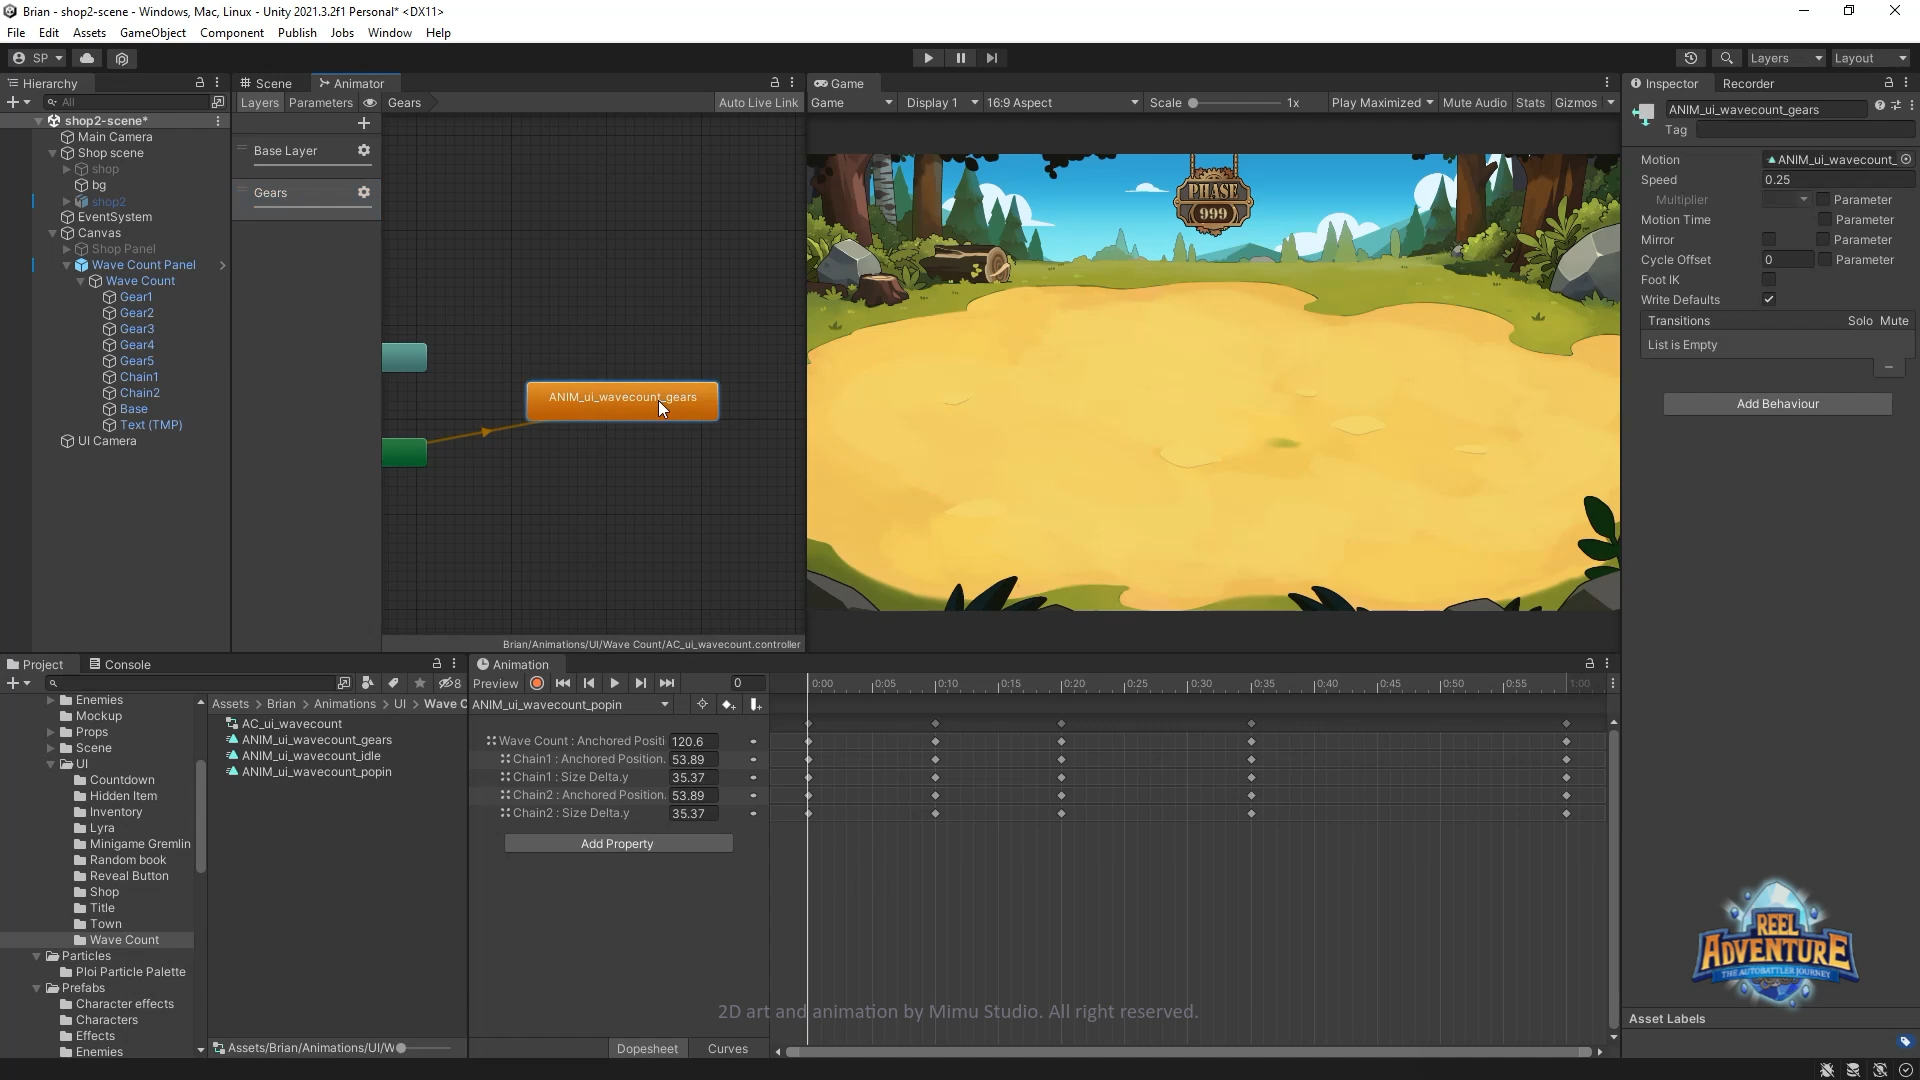 Brian - shop2-scene - Windows, Mac, Linux - Unity 2021.3.2f1 Personal* <DX11>
File Edit Assets GameObject Component Publish Jobs Window Help
SP
Layers
Layout
Hierarchy
All
shop2-scene*
Main Camera
Shop scene
shop
bg
shop2
EventSystem
Canvas
Shop Panel
Wave Count Panel
Wave Count
Gear1
Gear2
Gear3
Gear4
Gear5
Chain1
Chain2
Base
Text (TMP)
UI Camera
Scene Animator
Layers Parameters Gears Auto Live Link
Base Layer
Gears
ANIM_ui_wavecount_gears
Brian/Animations/UI/Wave Count/AC_ui_wavecount.controller
Game
Game Display 1 16:9 Aspect Scale 1x Play Maximized Mute Audio Stats Gizmos
PHASE
999
Inspector Recorder
ANIM_ui_wavecount_gears
Tag
Motion ANIM_ui_wavecount_
Speed 0.25
Multiplier Parameter
Motion Time Parameter
Mirror Parameter
Cycle Offset 0 Parameter
Foot IK
Write Defaults
Transitions Solo Mute
List is Empty
Add Behaviour
Asset Labels
Project Console
8
Enemies
Mockup
Props
Scene
UI
Countdown
Hidden Item
Inventory
Lyra
Minigame Gremlin
Random book
Reveal Button
Shop
Title
Town
Wave Count
Particles
Ploi Particle Palette
Prefabs
Character effects
Characters
Effects
Enemies
Assets > Brian > Animations > UI > Wave C
AC_ui_wavecount
ANIM_ui_wavecount_gears
ANIM_ui_wavecount_idle
ANIM_ui_wavecount_popin
Assets/Brian/Animations/UI/W
Animation
Preview 0
ANIM_ui_wavecount_popin
0:00 0:05 0:10 0:15 0:20 0:25 0:30 0:35 0:40 0:45 0:50 0:55 1:00
Wave Count : Anchored Positi 120.6
Chain1 : Anchored Position. 53.89
Chain1 : Size Delta.y 35.37
Chain2 : Anchored Position. 53.89
Chain2 : Size Delta.y 35.37
Add Property
Dopesheet Curves
REEL
ADVENTURE
THE AUTOBATTLER JOURNEY
2D art and animation by Mimu Studio. All right reserved.